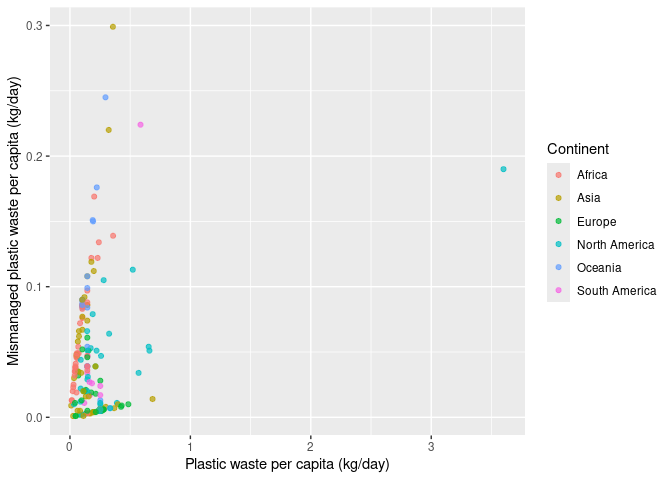 0.3
0.2
0.1
0.0
Mismanaged plastic waste per capita (kg/day)
0
1
2
3
Plastic waste per capita (kg/day)
Continent
Africa
Asia
Europe
North America
Oceania
South America